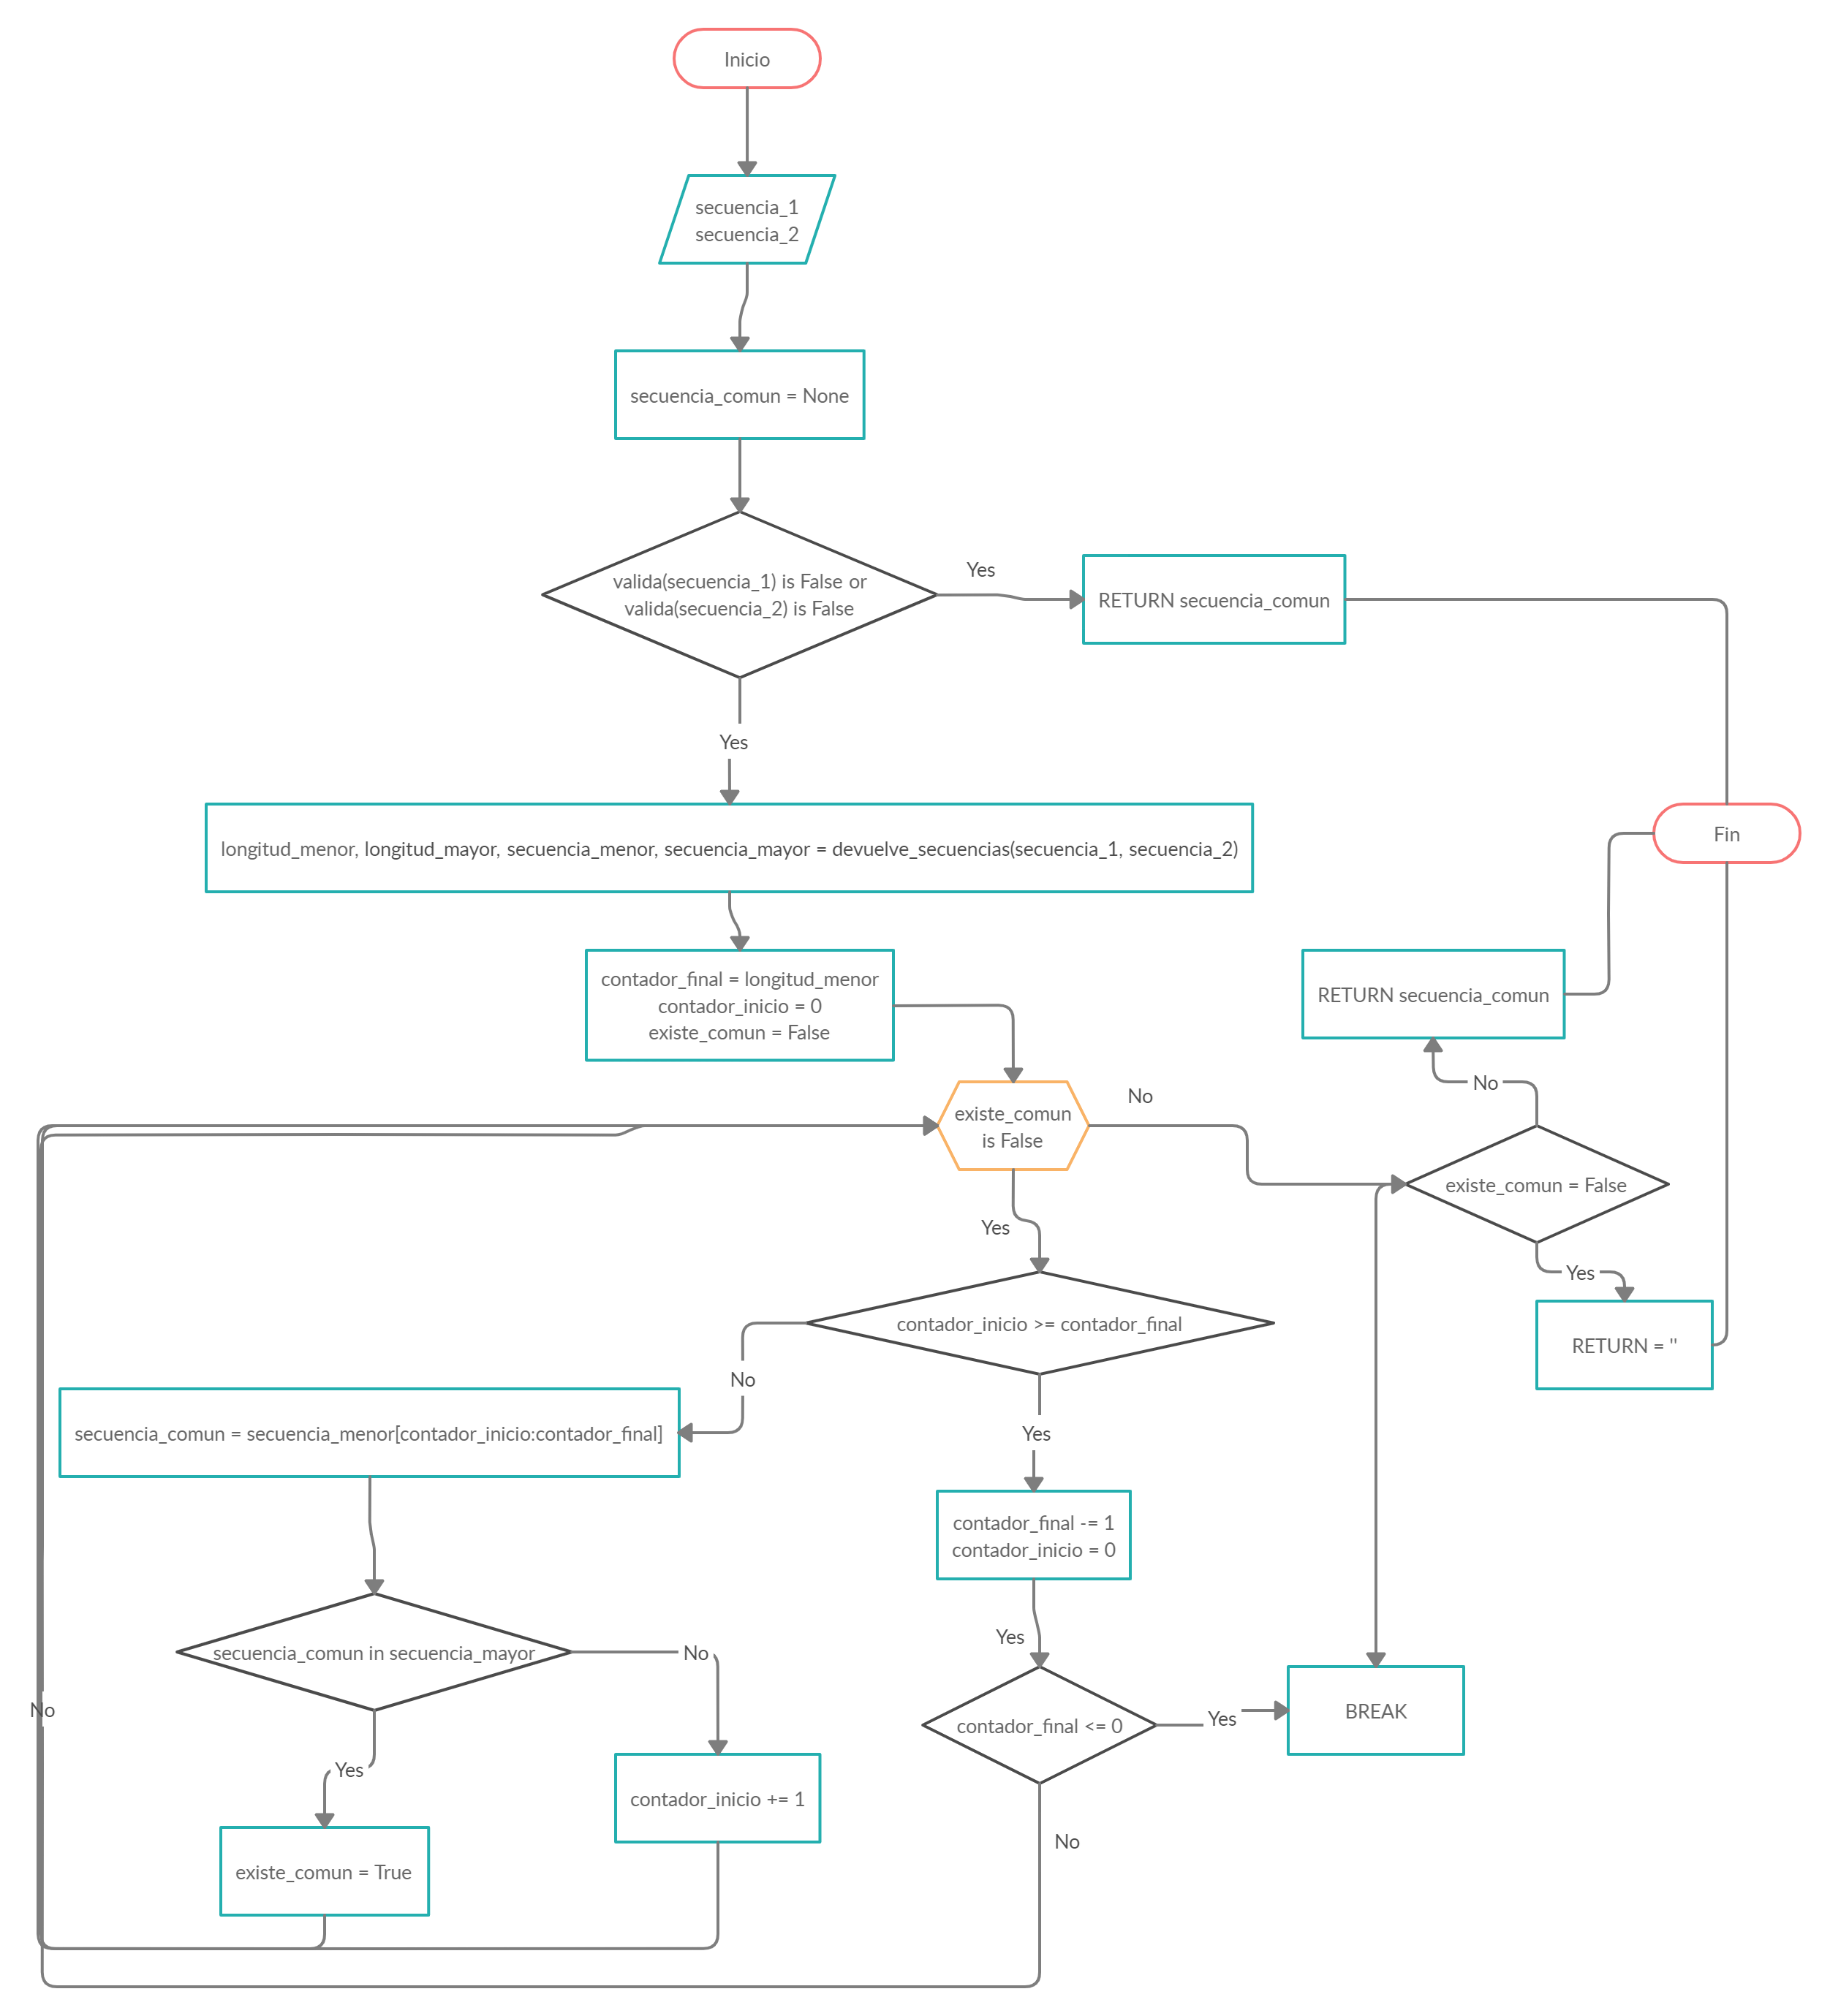 Inicio
secuencia_1
secuencia_2
secuencia_comun = None
valida(secuencia_1) is False or
valida(secuencia_2) is False
Yes
RETURN secuencia_comun
Yes
longitud_menor, longitud_mayor, secuencia_menor, secuencia_mayor = devuelve_secuencias(secuencia_1, secuencia_2)
Fin
contador_final = longitud_menor
contador_inicio = 0
existe_comun = False
RETURN secuencia_comun
No
existe_comun
is False
No
existe_comun = False
Yes
Yes
contador_inicio >= contador_final
RETURN = ''
No
secuencia_comun = secuencia_menor[contador_inicio:contador_final]
Yes
contador_final -= 1
contador_inicio = 0
Yes
secuencia_comun in secuencia_mayor
No
No
contador_final <= 0
Yes
BREAK
Yes
contador_inicio += 1
No
existe_comun = True